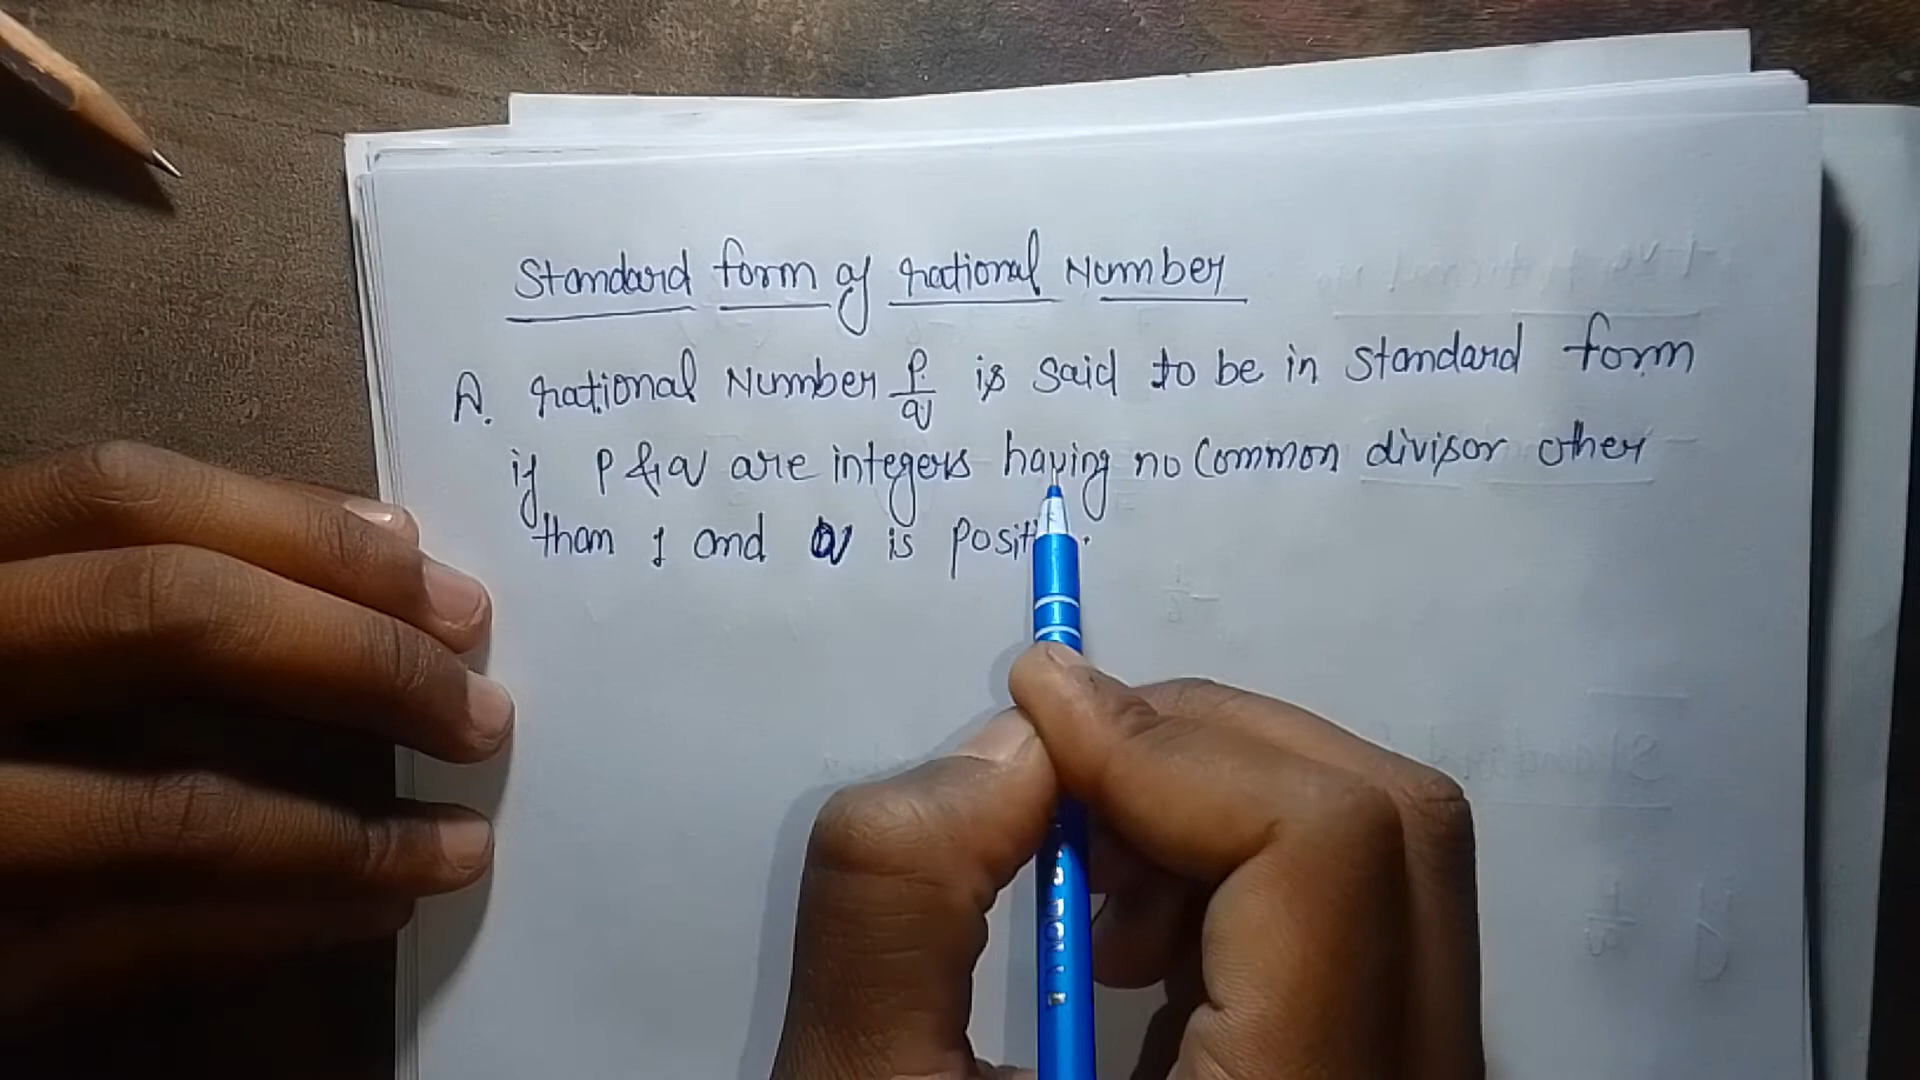 Standard form of rational Number
A. rational Number P/q is said to be in standard form
if P & q are integers having no common divisor other
than 1 and q is posit